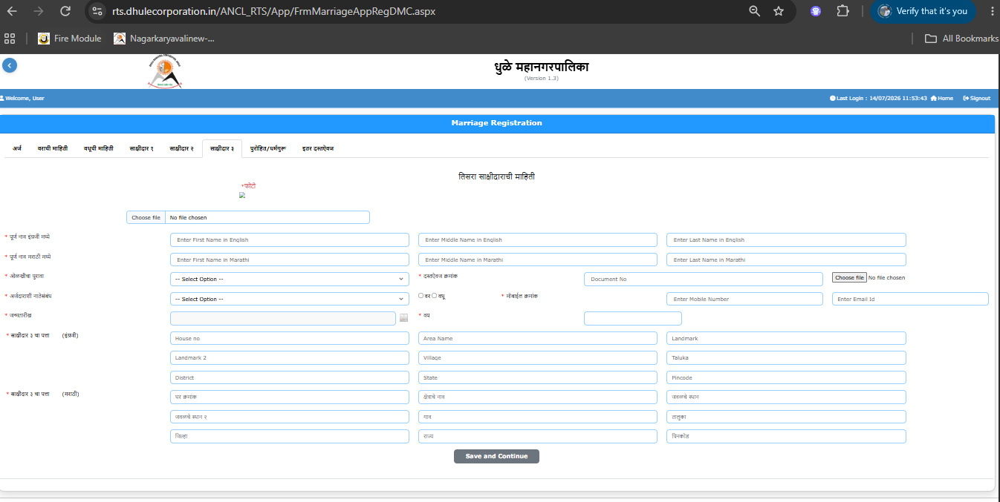 rts.dhulecorporation.in/ANCL_RTS/App/FrmMarriageAppRegDMC.aspx
Verify that it's you
Fire Module
Nagarkaryavalinew-...
All Bookmarks
धुळे महानगरपालिका
(Version 1.3)
Welcome, User
Last Login : 14/07/2026 11:53:43 Home Signout
Marriage Registration
अर्ज वराची माहिती वधूची माहिती साक्षीदार १ साक्षीदार २ साक्षीदार ३ पुरोहित/धर्मगुरू इतर दस्तऐवज
तिसरा साक्षीदाराची माहिती
*फोटो
Choose file No file chosen
* पूर्ण नाव इंग्रजी मध्ये Enter First Name in English Enter Middle Name in English Enter Last Name in English
* पूर्ण नाव मराठी मध्ये Enter First Name in Marathi Enter Middle Name in Marathi Enter Last Name in Marathi
* ओळखीचा पुरावा -- Select Option -- * दस्तऐवज क्रमांक Document No Choose file No file chosen
* अर्जदाराशी नातेसंबंध -- Select Option -- वर वधू * मोबाईल क्रमांक Enter Mobile Number Enter Email Id
* जन्मतारीख * वय
* साक्षीदार ३ चा पत्ता (इंग्रजी) House no Area Name Landmark
Landmark 2 Village Taluka
District State Pincode
* साक्षीदार ३ चा पत्ता (मराठी) घर क्रमांक क्षेत्राचे नाव जवळचे स्थान
जवळचे स्थान २ गाव तालुका
जिल्हा राज्य पिनकोड
Save and Continue